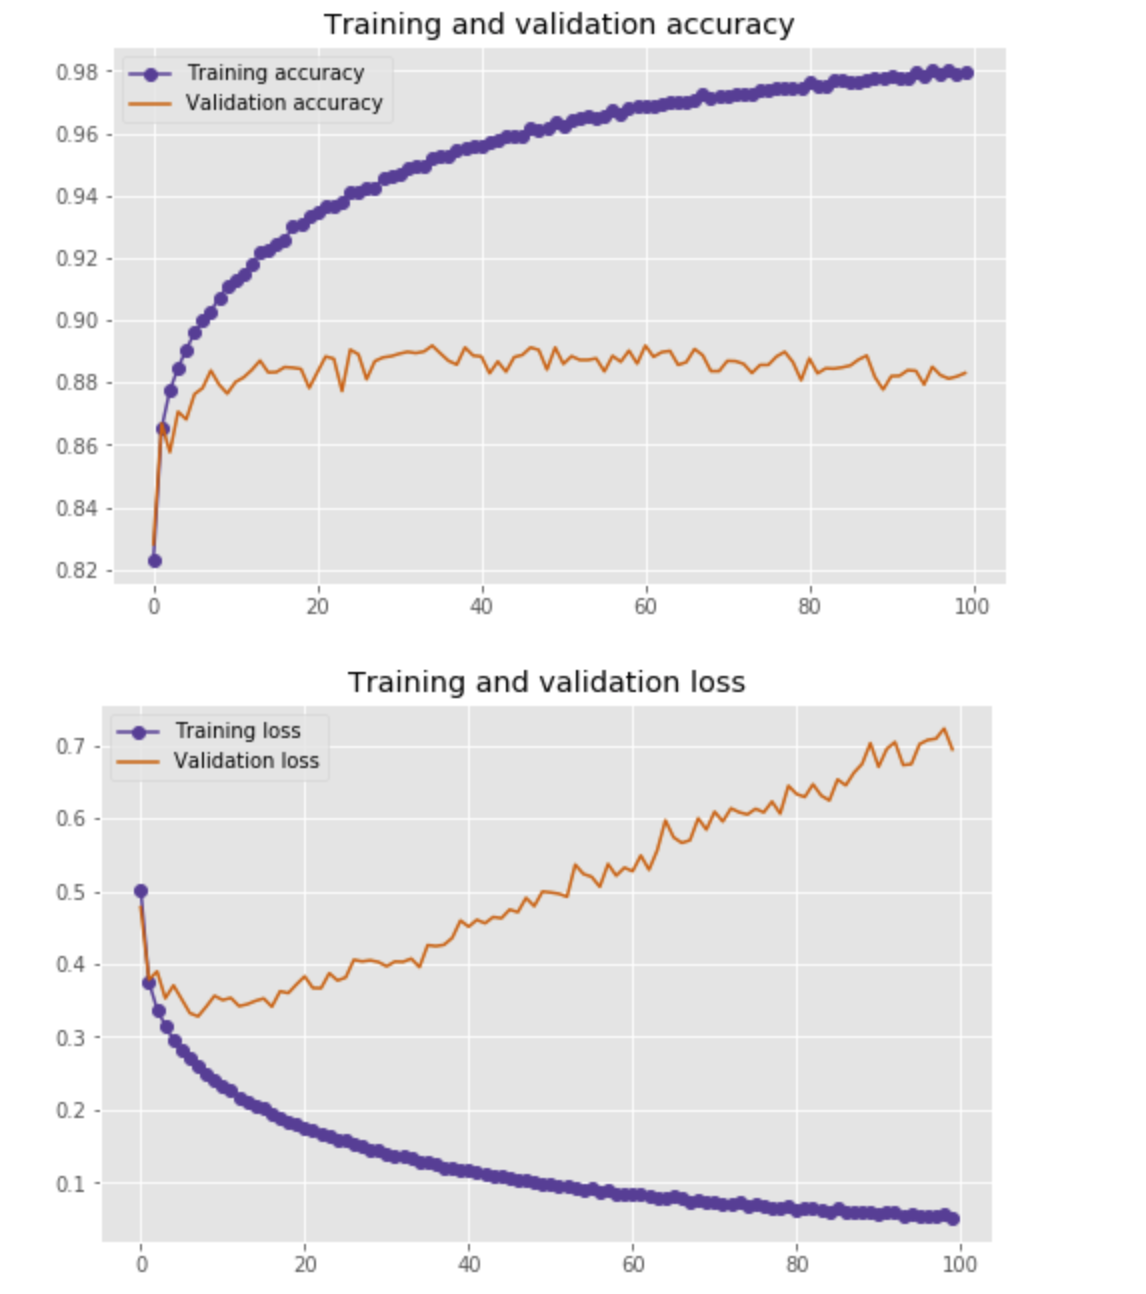 Training and validation accuracy
Training accuracy
Validation accuracy
0.98
0.96
0.94
0.92
0.90
0.88
0.86
0.84
0.82
0 20 40 60 80 100
Training and validation loss
Training loss
Validation loss
0.7
0.6
0.5
0.4
0.3
0.2
0.1
0 20 40 60 80 100